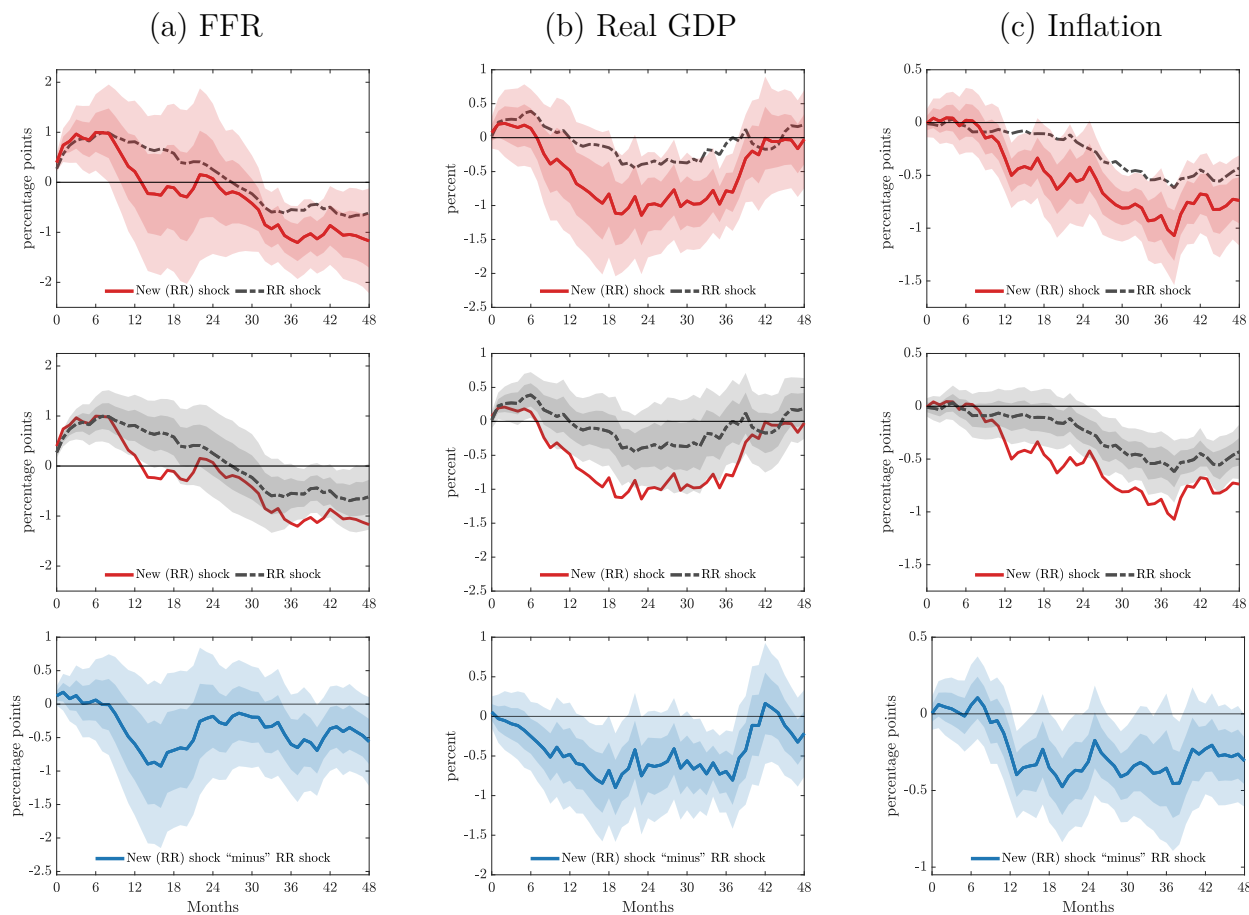 (a) FFR
(b) Real GDP
(c) Inflation
percentage points
2
1
0
-1
-2
New (RR) shock RR shock
0 6 12 18 24 30 36 42 48
percent
1
0.5
0
-0.5
-1
-1.5
-2
-2.5
New (RR) shock RR shock
0 6 12 18 24 30 36 42 48
percentage points
0.5
0
-0.5
-1
-1.5
New (RR) shock RR shock
0 6 12 18 24 30 36 42 48
percentage points
2
1
0
-1
-2
New (RR) shock RR shock
0 6 12 18 24 30 36 42 48
percent
1
0.5
0
-0.5
-1
-1.5
-2
-2.5
New (RR) shock RR shock
0 6 12 18 24 30 36 42 48
percentage points
0.5
0
-0.5
-1
-1.5
New (RR) shock RR shock
0 6 12 18 24 30 36 42 48
percentage points
1
0.5
0
-0.5
-1
-1.5
-2
-2.5
New (RR) shock “minus” RR shock
0 6 12 18 24 30 36 42 48
Months
percent
1
0.5
0
-0.5
-1
-1.5
-2
New (RR) shock “minus” RR shock
0 6 12 18 24 30 36 42 48
Months
percentage points
0.5
0
-0.5
-1
New (RR) shock “minus” RR shock
0 6 12 18 24 30 36 42 48
Months